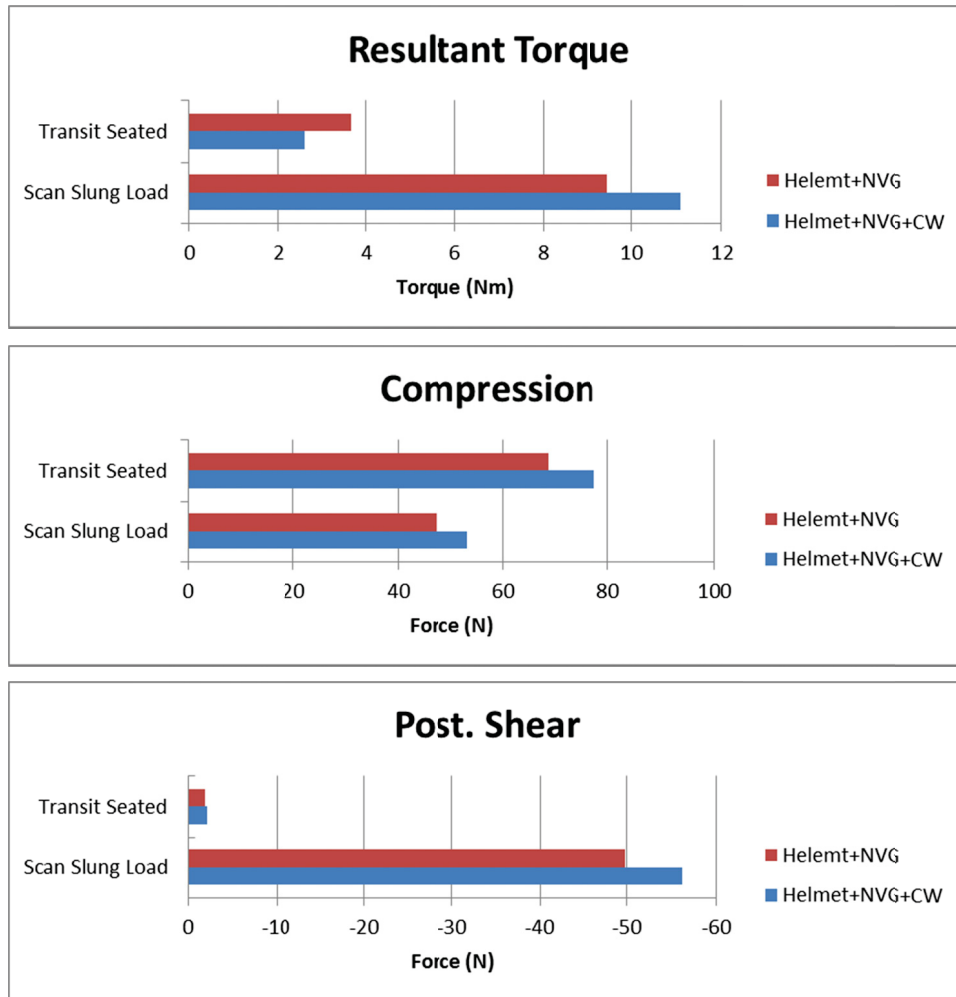 Resultant Torque
Transit Seated
Scan Slung Load
Helemt+NVG
Helmet+NVG+CW
0 2 4 6 8 10 12
Torque (Nm)
Compression
Transit Seated
Scan Slung Load
Helemt+NVG
Helmet+NVG+CW
0 20 40 60 80 100
Force (N)
Post. Shear
Transit Seated
Scan Slung Load
Helemt+NVG
Helmet+NVG+CW
0 -10 -20 -30 -40 -50 -60
Force (N)